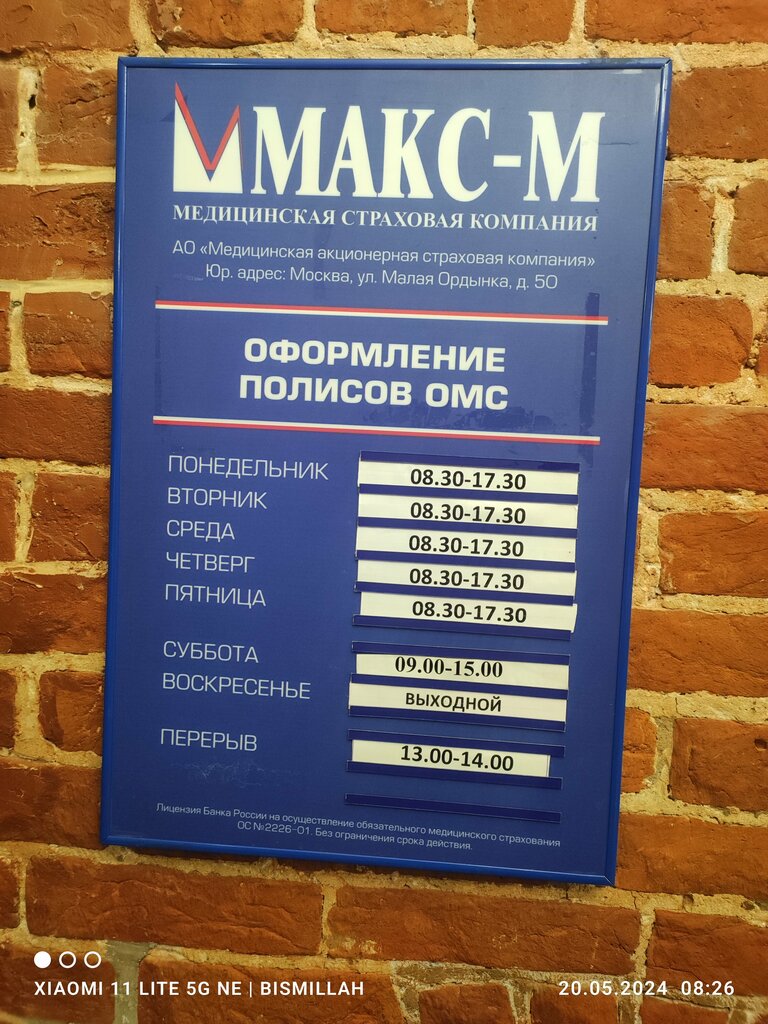 МАКС-М
МЕДИЦИНСКАЯ СТРАХОВАЯ КОМПАНИЯ
АО «Медицинская акционерная страховая компания»
Юр. адрес: Москва, ул. Малая Ордынка, д. 50
ОФОРМЛЕНИЕ
ПОЛИСОВ ОМС
ПОНЕДЕЛЬНИК 08.30-17.30
ВТОРНИК 08.30-17.30
СРЕДА 08.30-17.30
ЧЕТВЕРГ 08.30-17.30
ПЯТНИЦА 08.30-17.30
СУББОТА 09.00-15.00
ВОСКРЕСЕНЬЕ ВЫХОДНОЙ
ПЕРЕРЫВ 13.00-14.00
Лицензия Банка России на осуществление обязательного медицинского страхования
ОС №2226-01. Без ограничения срока действия.
XIAOMI 11 LITE 5G NE | BISMILLAH 20.05.2024 08:26